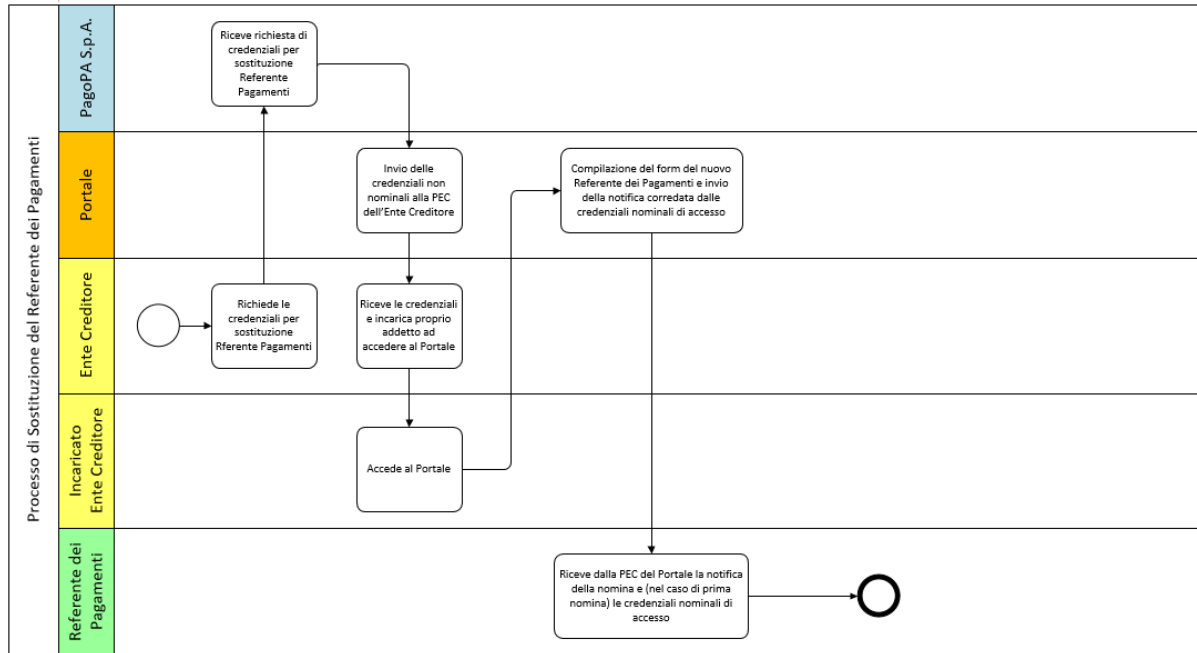 Processo di Sostituzione del Referente dei Pagamenti
PagoPA S.p.A.
Riceve richiesta di
credenziali per
sostituzione
Referente
Pagamenti
Portale
Invio delle
credenziali non
nominali alla PEC
dell'Ente Creditore
Compilazione del form del nuovo
Referente dei Pagamenti e invio
della notifica corredata dalle
credenziali nominali di accesso
Ente Creditore
Richiede le
credenziali per
sostituzione
Rferente Pagamenti
Riceve le credenziali
e incarica proprio
addetto ad
accedere al Portale
Incaricato
Ente Creditore
Accede al Portale
Referente dei
Pagamenti
Riceve dalla PEC del Portale la notifica
della nomina e (nel caso di prima
nomina) le credenziali nominali di
accesso